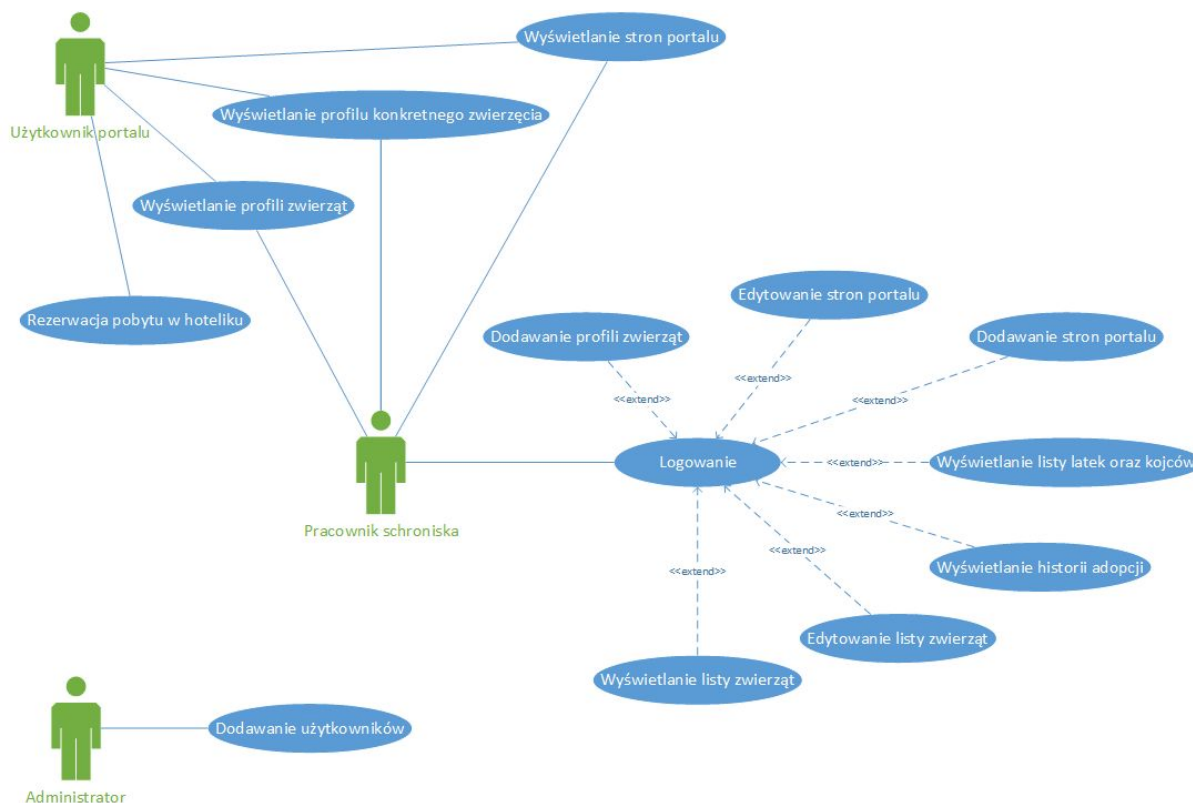 Wyświetlanie stron portalu
Wyświetlanie profilu konkretnego zwierzęcia
Użytkownik portalu
Wyświetlanie profili zwierząt
Edytowanie stron portalu
Rezerwacja pobytu w hoteliku
Dodawanie profili zwierząt
Dodawanie stron portalu
<<extend>>
<<extend>>
<<extend>>
Logowanie
<<extend>>
Wyświetlanie listy latek oraz kojców
<<extend>>
Pracownik schroniska
<<extend>>
<<extend>>
Wyświetlanie historii adopcji
Edytowanie listy zwierząt
Wyświetlanie listy zwierząt
Dodawanie użytkowników
Administrator